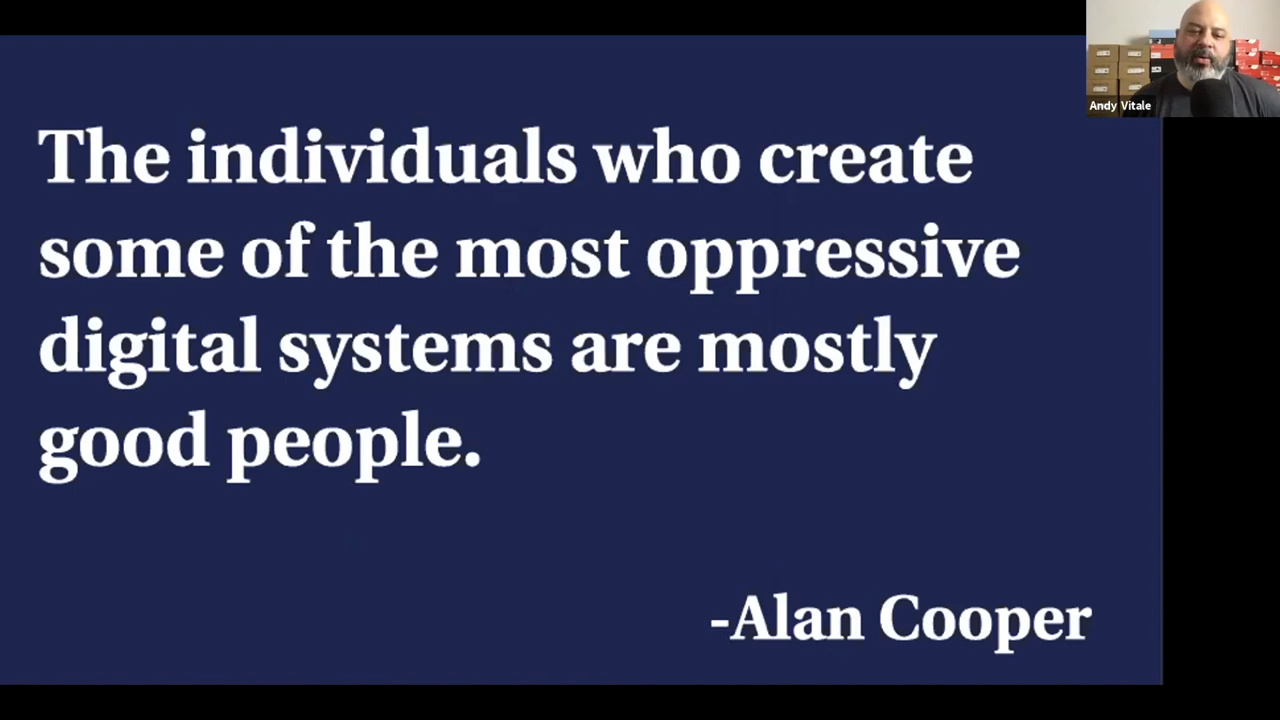 The individuals who create
some of the most oppressive
digital systems are mostly
good people.
-Alan Cooper
Andy Vitale